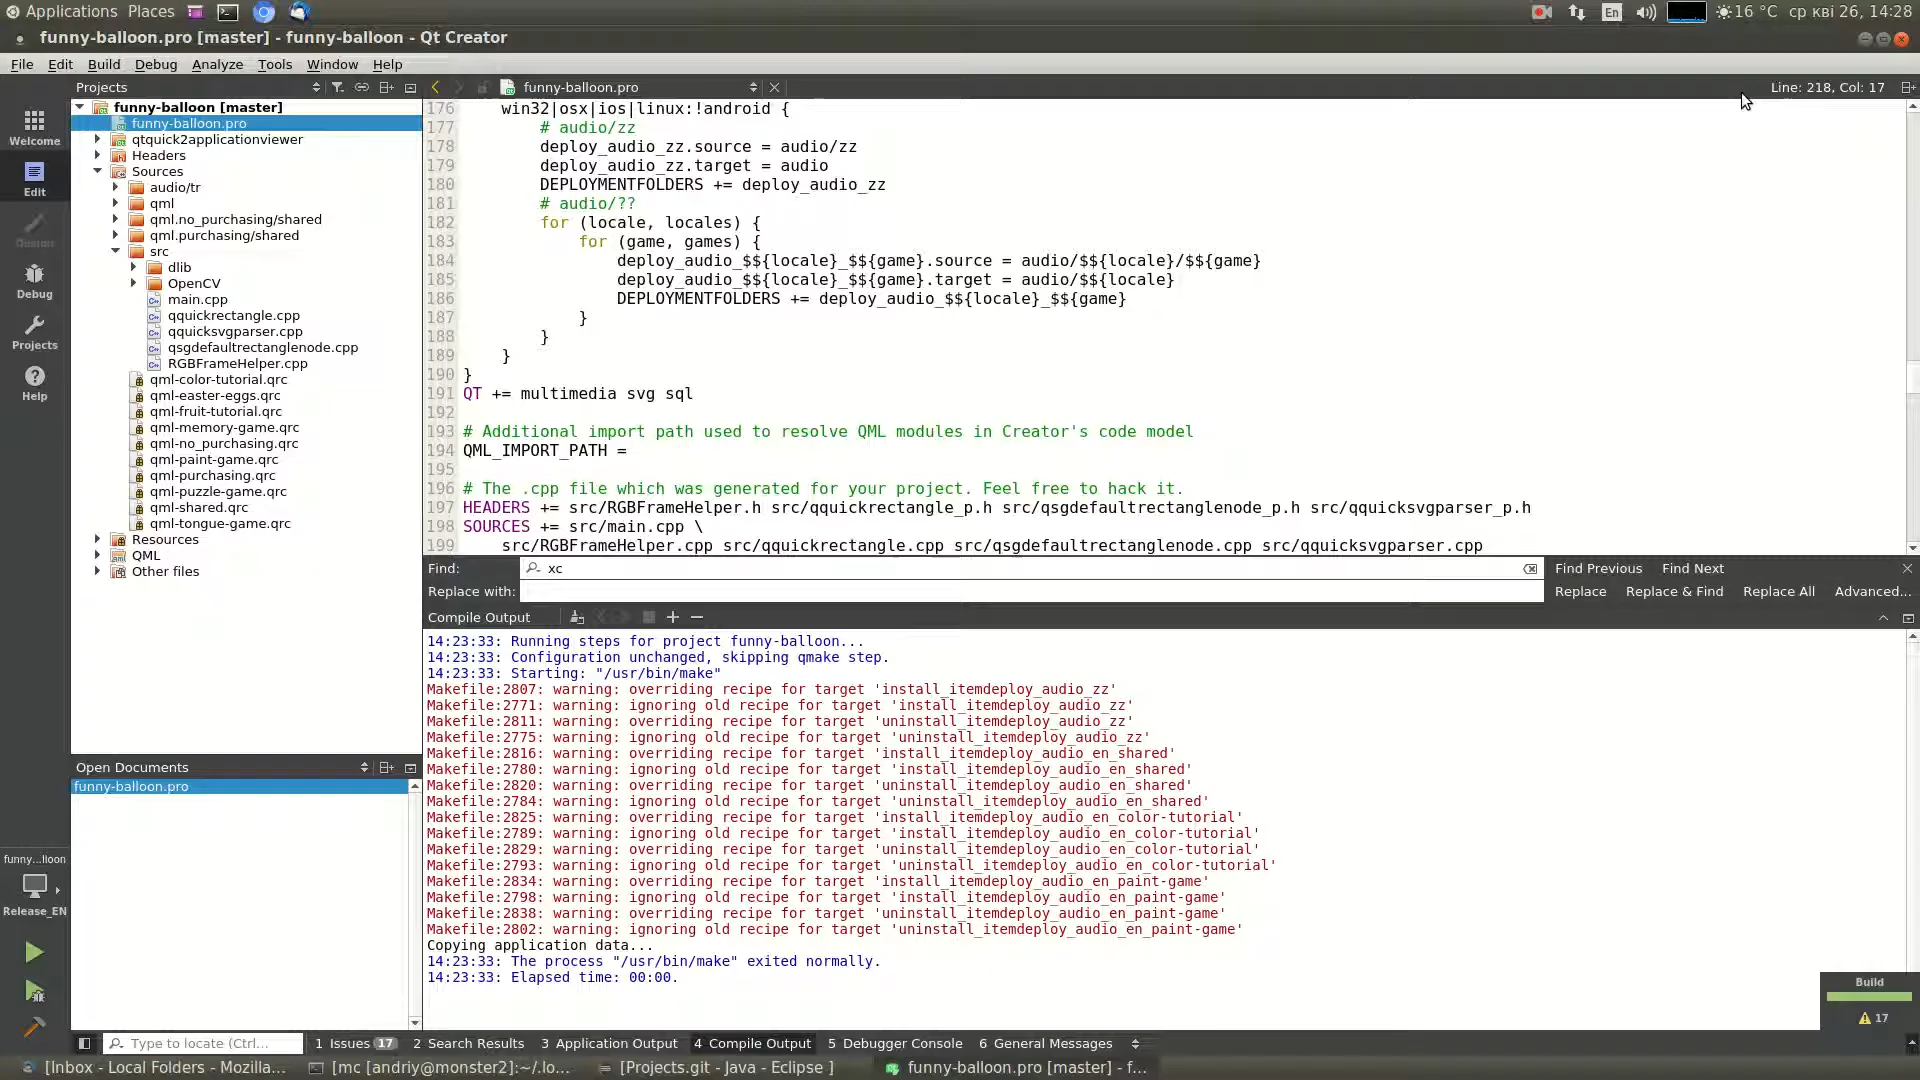 Applications Places En 16 °C ср кві 26, 14:28
funny-balloon.pro [master] - funny-balloon - Qt Creator
File Edit Build Debug Analyze Tools Window Help
Projects
funny-balloon.pro
Line: 218, Col: 17
Welcome
Edit
Design
Debug
Projects
Help
funny-balloon [master]
funny-balloon.pro
qtquick2applicationviewer
Headers
Sources
audio/tr
qml
qml.no_purchasing/shared
qml.purchasing/shared
src
dlib
OpenCV
main.cpp
qquickrectangle.cpp
qquicksvgparser.cpp
qsgdefaultrectanglenode.cpp
RGBFrameHelper.cpp
qml-color-tutorial.qrc
qml-easter-eggs.qrc
qml-fruit-tutorial.qrc
qml-memory-game.qrc
qml-no_purchasing.qrc
qml-paint-game.qrc
qml-purchasing.qrc
qml-puzzle-game.qrc
qml-shared.qrc
qml-tongue-game.qrc
Resources
QML
Other files
176 win32|osx|ios|linux:!android {
177 # audio/zz
178 deploy_audio_zz.source = audio/zz
179 deploy_audio_zz.target = audio
180 DEPLOYMENTFOLDERS += deploy_audio_zz
181 # audio/??
182 for (locale, locales) {
183 for (game, games) {
184 deploy_audio_$${locale}_$${game}.source = audio/$${locale}/$${game}
185 deploy_audio_$${locale}_$${game}.target = audio/$${locale}
186 DEPLOYMENTFOLDERS += deploy_audio_$${locale}_$${game}
187 }
188 }
189 }
190 }
191 QT += multimedia svg sql
192
193 # Additional import path used to resolve QML modules in Creator's code model
194 QML_IMPORT_PATH =
195
196 # The .cpp file which was generated for your project. Feel free to hack it.
197 HEADERS += src/RGBFrameHelper.h src/qquickrectangle_p.h src/qsgdefaultrectanglenode_p.h src/qquicksvgparser_p.h
198 SOURCES += src/main.cpp \
199 src/RGBFrameHelper.cpp src/qquickrectangle.cpp src/qsgdefaultrectanglenode.cpp src/qquicksvgparser.cpp
Find: xc Find Previous Find Next
Replace with: Replace Replace & Find Replace All Advanced...
Compile Output
14:23:33: Running steps for project funny-balloon...
14:23:33: Configuration unchanged, skipping qmake step.
14:23:33: Starting: "/usr/bin/make"
Makefile:2807: warning: overriding recipe for target 'install_itemdeploy_audio_zz'
Makefile:2771: warning: ignoring old recipe for target 'install_itemdeploy_audio_zz'
Makefile:2811: warning: overriding recipe for target 'uninstall_itemdeploy_audio_zz'
Makefile:2775: warning: ignoring old recipe for target 'uninstall_itemdeploy_audio_zz'
Makefile:2816: warning: overriding recipe for target 'install_itemdeploy_audio_en_shared'
Makefile:2780: warning: ignoring old recipe for target 'install_itemdeploy_audio_en_shared'
Makefile:2820: warning: overriding recipe for target 'uninstall_itemdeploy_audio_en_shared'
Makefile:2784: warning: ignoring old recipe for target 'uninstall_itemdeploy_audio_en_shared'
Makefile:2825: warning: overriding recipe for target 'install_itemdeploy_audio_en_color-tutorial'
Makefile:2789: warning: ignoring old recipe for target 'install_itemdeploy_audio_en_color-tutorial'
Makefile:2829: warning: overriding recipe for target 'uninstall_itemdeploy_audio_en_color-tutorial'
Makefile:2793: warning: ignoring old recipe for target 'uninstall_itemdeploy_audio_en_color-tutorial'
Makefile:2834: warning: overriding recipe for target 'install_itemdeploy_audio_en_paint-game'
Makefile:2798: warning: ignoring old recipe for target 'install_itemdeploy_audio_en_paint-game'
Makefile:2838: warning: overriding recipe for target 'uninstall_itemdeploy_audio_en_paint-game'
Makefile:2802: warning: ignoring old recipe for target 'uninstall_itemdeploy_audio_en_paint-game'
Copying application data...
14:23:33: The process "/usr/bin/make" exited normally.
14:23:33: Elapsed time: 00:00.
Open Documents
funny-balloon.pro
funny...lloon
Release_EN
Build
17
Type to locate (Ctrl... 1 Issues 17 2 Search Results 3 Application Output 4 Compile Output 5 Debugger Console 6 General Messages
[Inbox - Local Folders - Mozilla... [mc [andriy@monster2]:~/.lo... [Projects.git - Java - Eclipse ] funny-balloon.pro [master] - f...